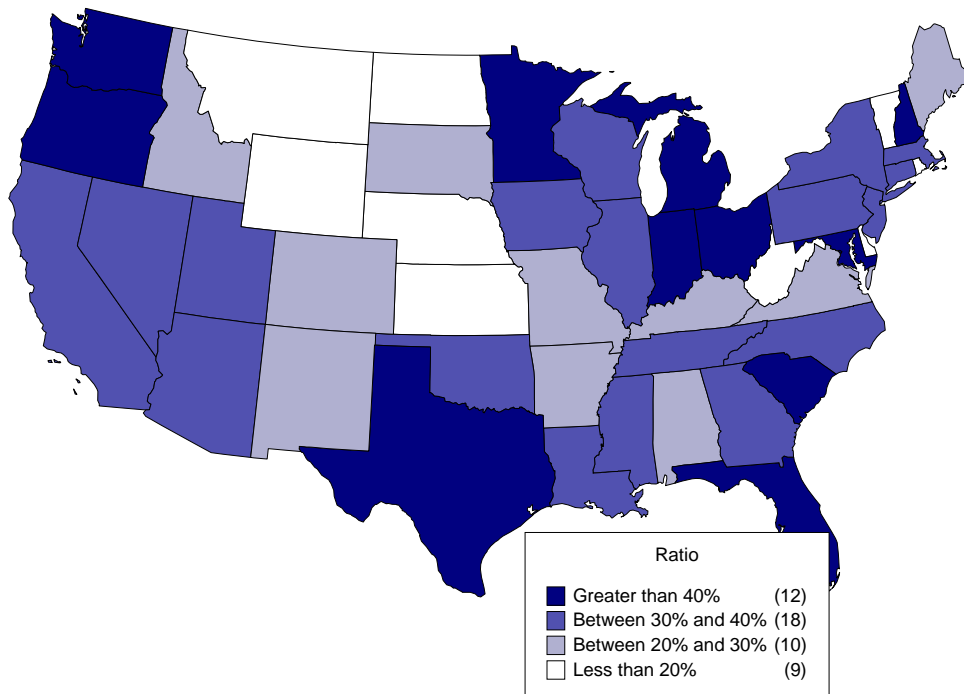 Ratio
Greater than 40% (12)
Between 30% and 40% (18)
Between 20% and 30% (10)
Less than 20% (9)